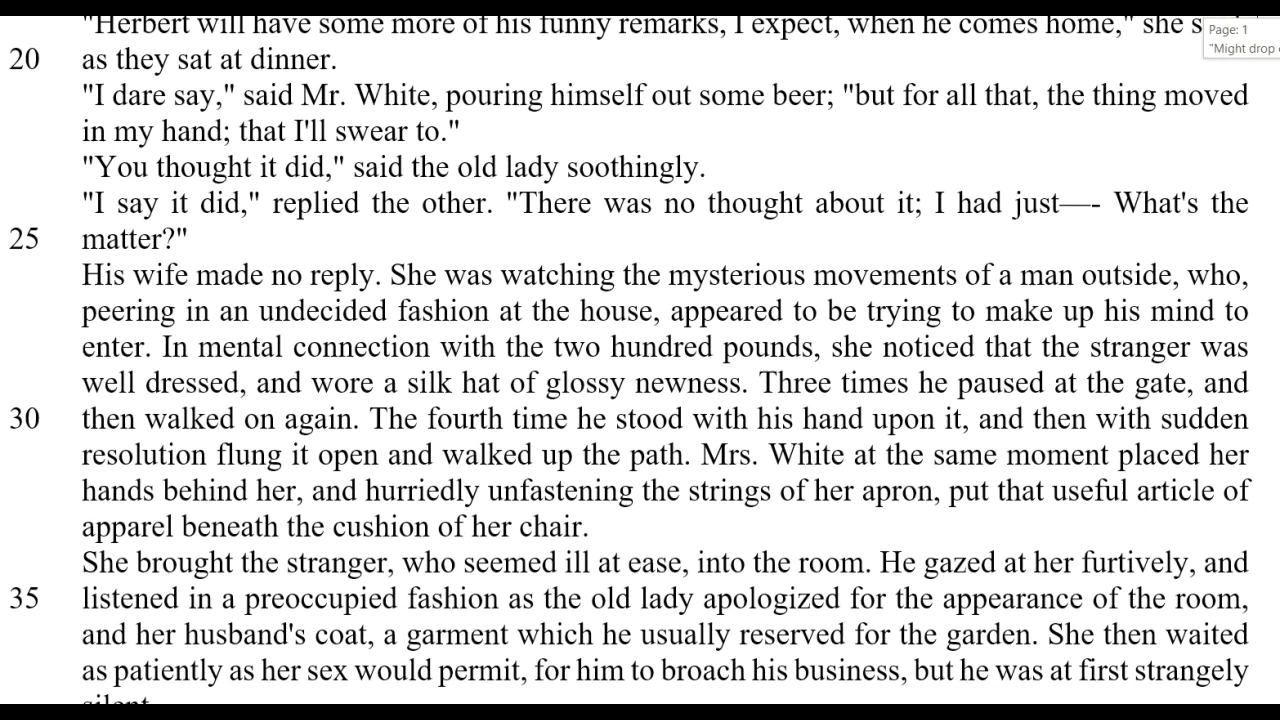 "Herbert will have some more of his funny remarks, I expect, when he comes home," she
Page: 1
"Might drop
20 as they sat at dinner.
"I dare say," said Mr. White, pouring himself out some beer; "but for all that, the thing moved
in my hand; that I'll swear to."
"You thought it did," said the old lady soothingly.
"I say it did," replied the other. "There was no thought about it; I had just—- What's the
25 matter?"
His wife made no reply. She was watching the mysterious movements of a man outside, who,
peering in an undecided fashion at the house, appeared to be trying to make up his mind to
enter. In mental connection with the two hundred pounds, she noticed that the stranger was
well dressed, and wore a silk hat of glossy newness. Three times he paused at the gate, and
30 then walked on again. The fourth time he stood with his hand upon it, and then with sudden
resolution flung it open and walked up the path. Mrs. White at the same moment placed her
hands behind her, and hurriedly unfastening the strings of her apron, put that useful article of
apparel beneath the cushion of her chair.
She brought the stranger, who seemed ill at ease, into the room. He gazed at her furtively, and
35 listened in a preoccupied fashion as the old lady apologized for the appearance of the room,
and her husband's coat, a garment which he usually reserved for the garden. She then waited
as patiently as her sex would permit, for him to broach his business, but he was at first strangely